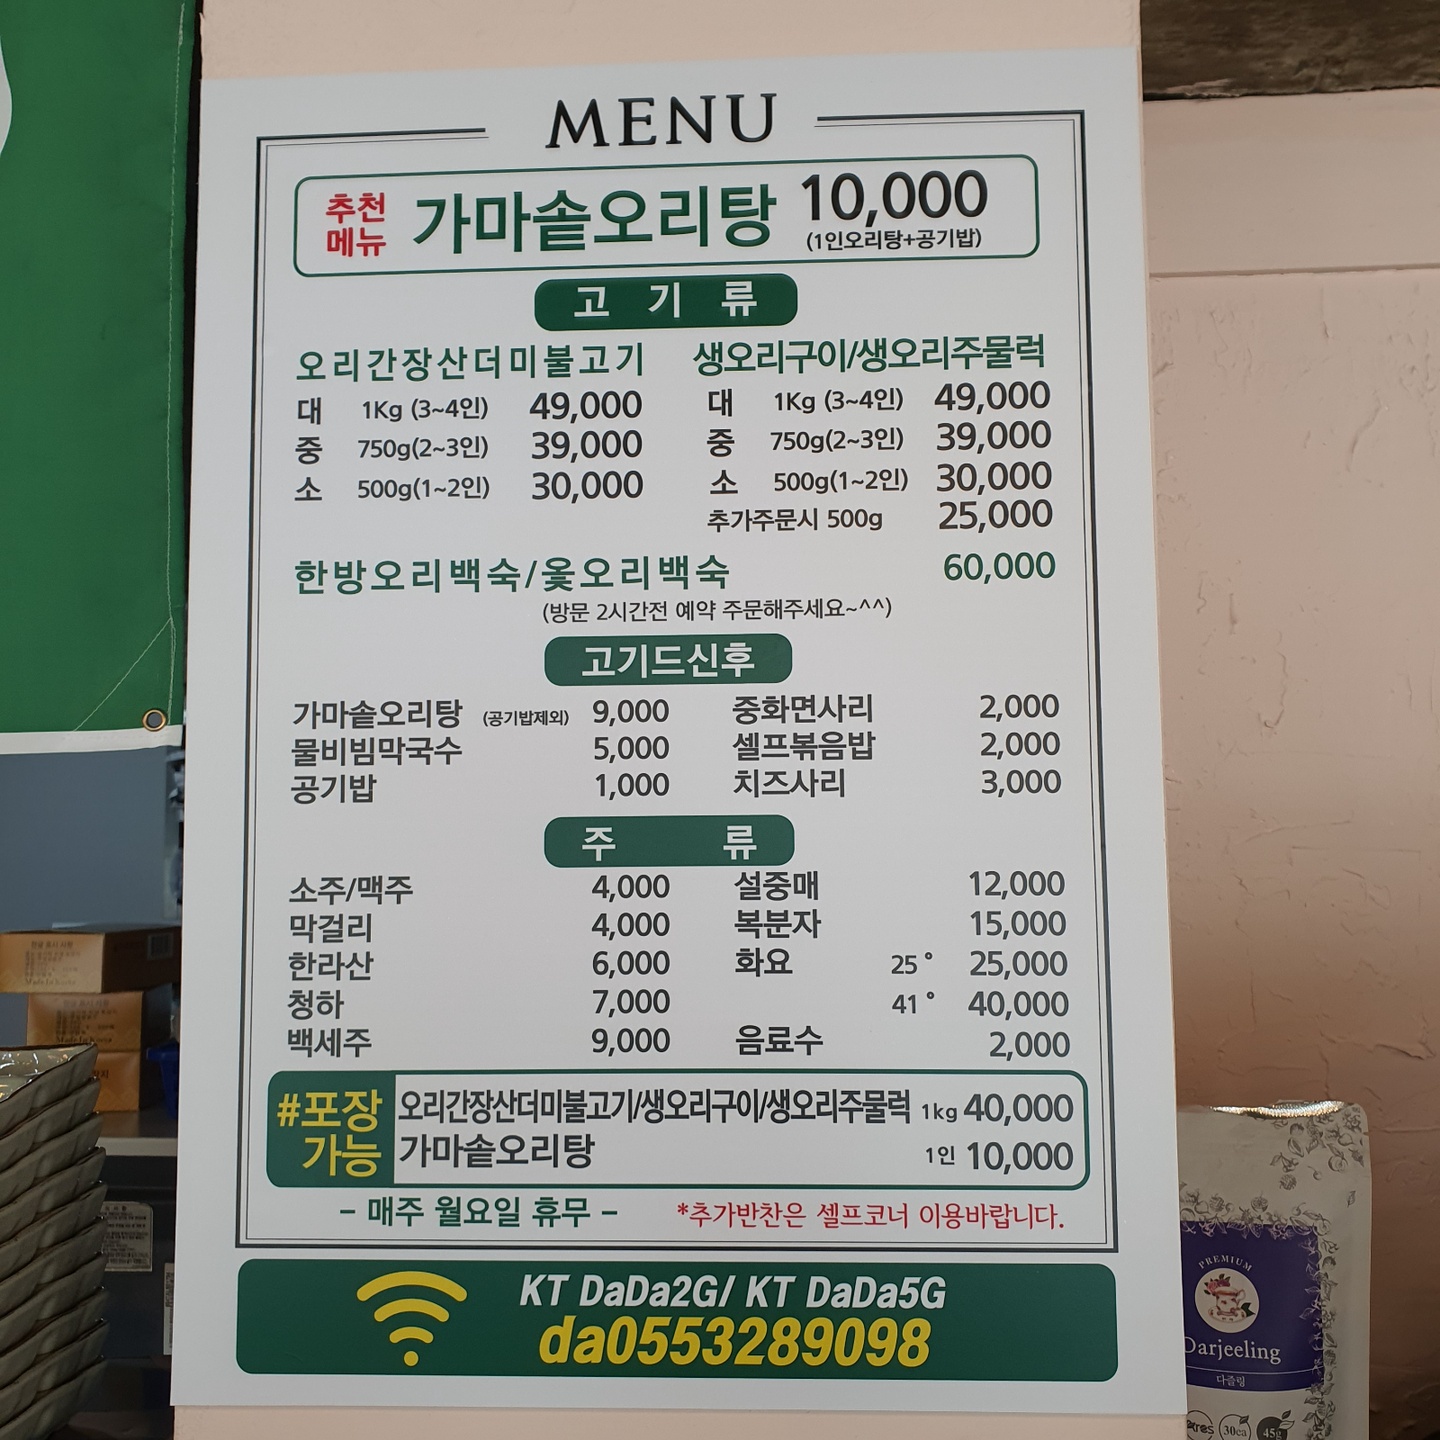 MENU
추천 메뉴 가마솥오리탕 10,000
(1인오리탕+공기밥)
고 기 류
오리간장산더미불고기
대 1Kg (3~4인) 49,000
중 750g(2~3인) 39,000
소 500g(1~2인) 30,000
생오리구이/생오리주물럭
대 1Kg (3~4인) 49,000
중 750g(2~3인) 39,000
소 500g(1~2인) 30,000
추가주문시 500g 25,000
한방오리백숙/옻오리백숙 60,000
(방문 2시간전 예약 주문해주세요~^^)
고기드신후
가마솥오리탕 (공기밥제외) 9,000
물비빔막국수 5,000
공기밥 1,000
중화면사리 2,000
셀프볶음밥 2,000
치즈사리 3,000
주 류
소주/맥주 4,000
막걸리 4,000
한라산 6,000
청하 7,000
백세주 9,000
설중매 12,000
복분자 15,000
화요 25° 25,000
41° 40,000
음료수 2,000
#포장
가능
오리간장산더미불고기/생오리구이/생오리주물럭 1kg 40,000
가마솥오리탕 1인 10,000
- 매주 월요일 휴무 -
*추가반찬은 셀프코너 이용바랍니다.
KT DaDa2G/ KT DaDa5G
da0553289098
PREMIUM
Darjeeling
다즐링
30ea
45g
Made In Korea